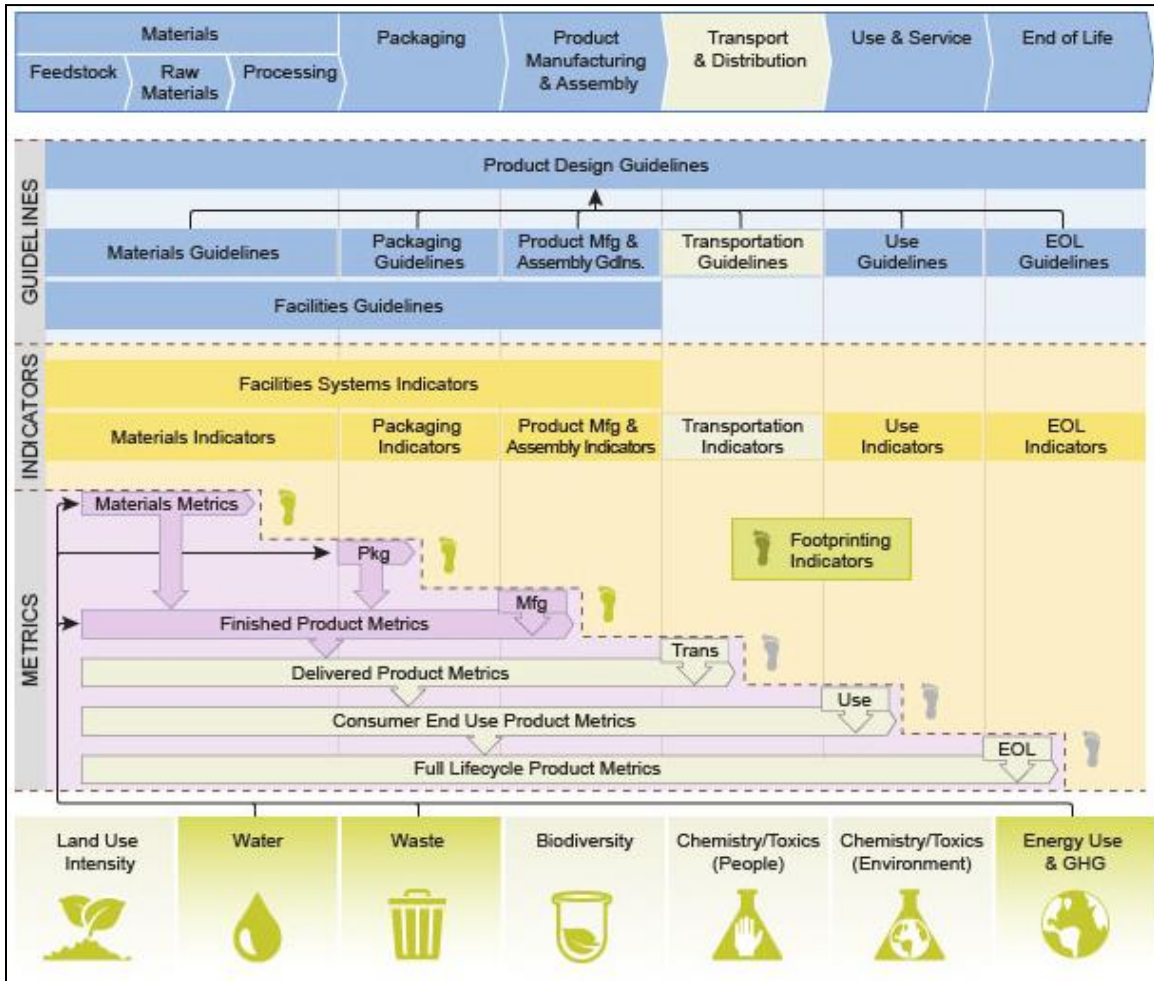 Materials
Packaging
Product
Manufacturing
& Assembly
Transport
& Distribution
Use & Service
End of Life
Feedstock
Raw
Materials
Processing
GUIDELINES
Product Design Guidelines
Materials Guidelines
Packaging
Guidelines
Product Mfg &
Assembly Gdlns.
Transportation
Guidelines
Use
Guidelines
EOL
Guidelines
Facilities Guidelines
INDICATORS
Facilities Systems Indicators
Materials Indicators
Packaging
Indicators
Product Mfg &
Assembly Indicators
Transportation
Indicators
Use
Indicators
EOL
Indicators
METRICS
Materials Metrics
Footprinting
Indicators
Pkg
Mfg
Finished Product Metrics
Trans
Delivered Product Metrics
Use
Consumer End Use Product Metrics
EOL
Full Lifecycle Product Metrics
Land Use
Intensity
Water
Waste
Biodiversity
Chemistry/Toxics
(People)
Chemistry/Toxics
(Environment)
Energy Use
& GHG